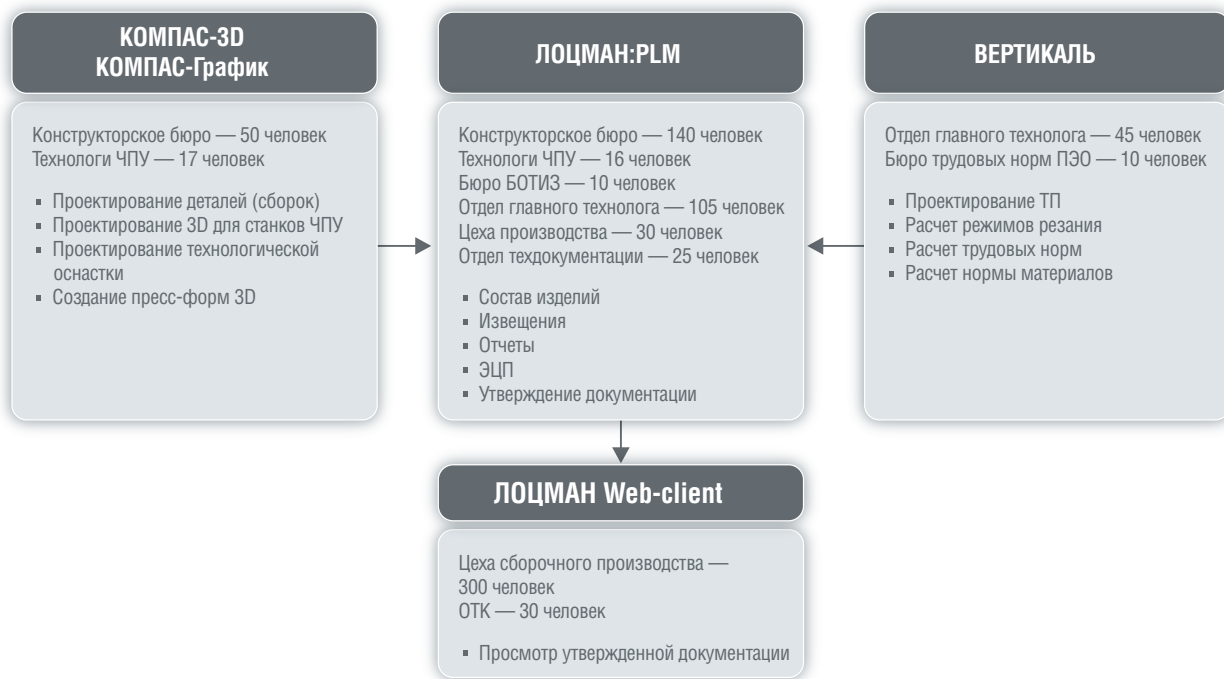 КОМПАС-3D
КОМПАС-График
Конструкторское бюро — 50 человек
Технологи ЧПУ — 17 человек
▪ Проектирование деталей (сборок)
▪ Проектирование 3D для станков ЧПУ
▪ Проектирование технологической
оснастки
▪ Создание пресс-форм 3D
ЛОЦМАН:PLM
Конструкторское бюро — 140 человек
Технологи ЧПУ — 16 человек
Бюро БОТИЗ — 10 человек
Отдел главного технолога — 105 человек
Цеха производства — 30 человек
Отдел техдокументации — 25 человек
▪ Состав изделий
▪ Извещения
▪ Отчеты
▪ ЭЦП
▪ Утверждение документации
ВЕРТИКАЛЬ
Отдел главного технолога — 45 человек
Бюро трудовых норм ПЭО — 10 человек
▪ Проектирование ТП
▪ Расчет режимов резания
▪ Расчет трудовых норм
▪ Расчет нормы материалов
ЛОЦМАН Web-client
Цеха сборочного производства —
300 человек
ОТК — 30 человек
▪ Просмотр утвержденной документации